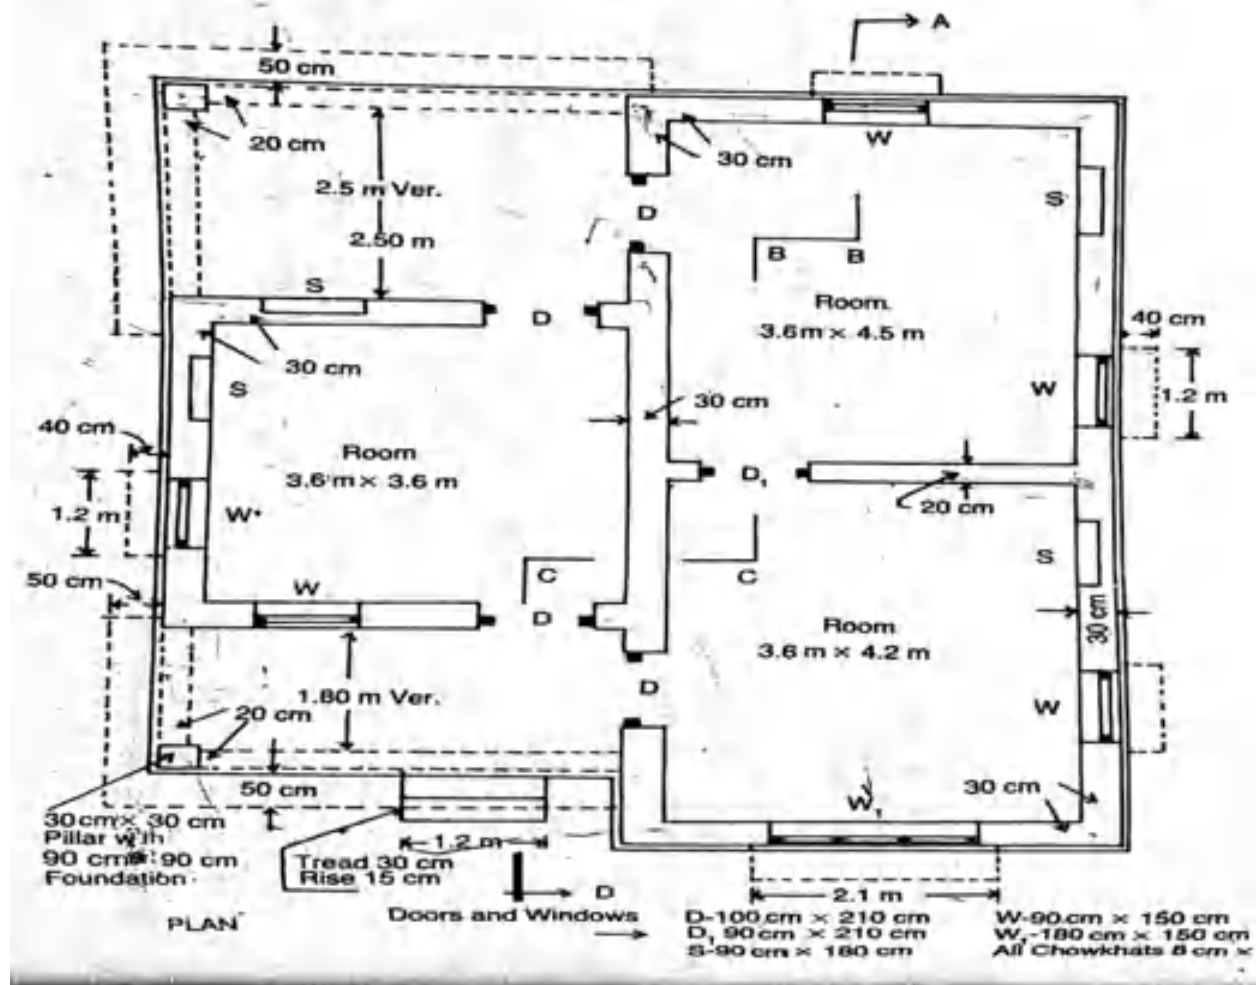 A
50 cm
20 cm
30 cm
W
2.5 m Ver.
D
S
2.50 m
B
B
S
D
Room
3.6 m × 4.5 m
40 cm
30 cm
S
W
1.2 m
30 cm
40 cm
Room
3.6 m × 3.6 m
D₁
20 cm
1.2 m
W
S
50 cm
W
C
C
D
Room
3.6 m × 4.2 m
30 cm
1.80 m Ver.
D
W
20 cm
50 cm
30 cm
W₁
30 cm × 30 cm
Pillar with
90 cm × 90 cm
Foundation
1.2 m
Tread 30 cm
Rise 15 cm
D
2.1 m
PLAN
Doors and Windows
D-100 cm × 210 cm
W-90 cm × 150 cm
D₁ 90 cm × 210 cm
W₁-180 cm × 150 cm
S-90 cm × 180 cm
All Chowkhats 8 cm ×